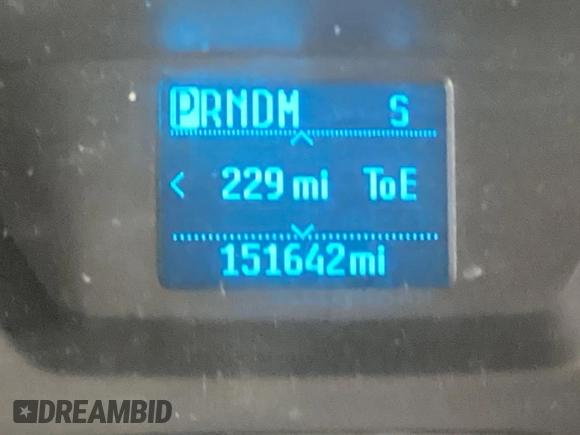 PRNDM S
< 229 mi ToE
151642mi
DREAMBID